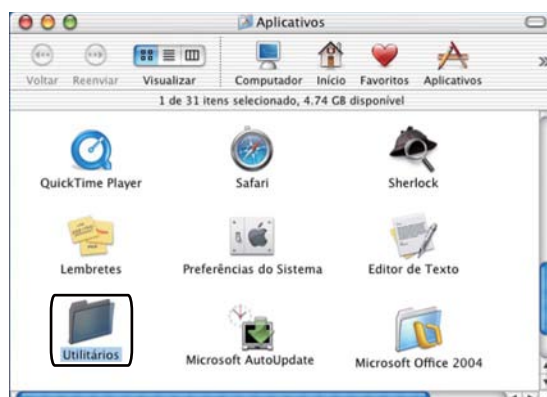 Aplicativos
Voltar Reenviar Visualizar Computador Início Favoritos Aplicativos
1 de 31 itens selecionado, 4.74 GB disponível
QuickTime Player Safari Sherlock
Lembretes Preferências do Sistema Editor de Texto
Utilitários Microsoft AutoUpdate Microsoft Office 2004